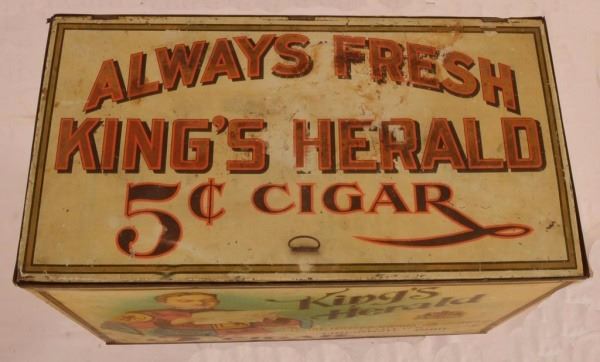 ALWAYS FRESH
KING'S HERALD
5¢ CIGAR
King's
Herald